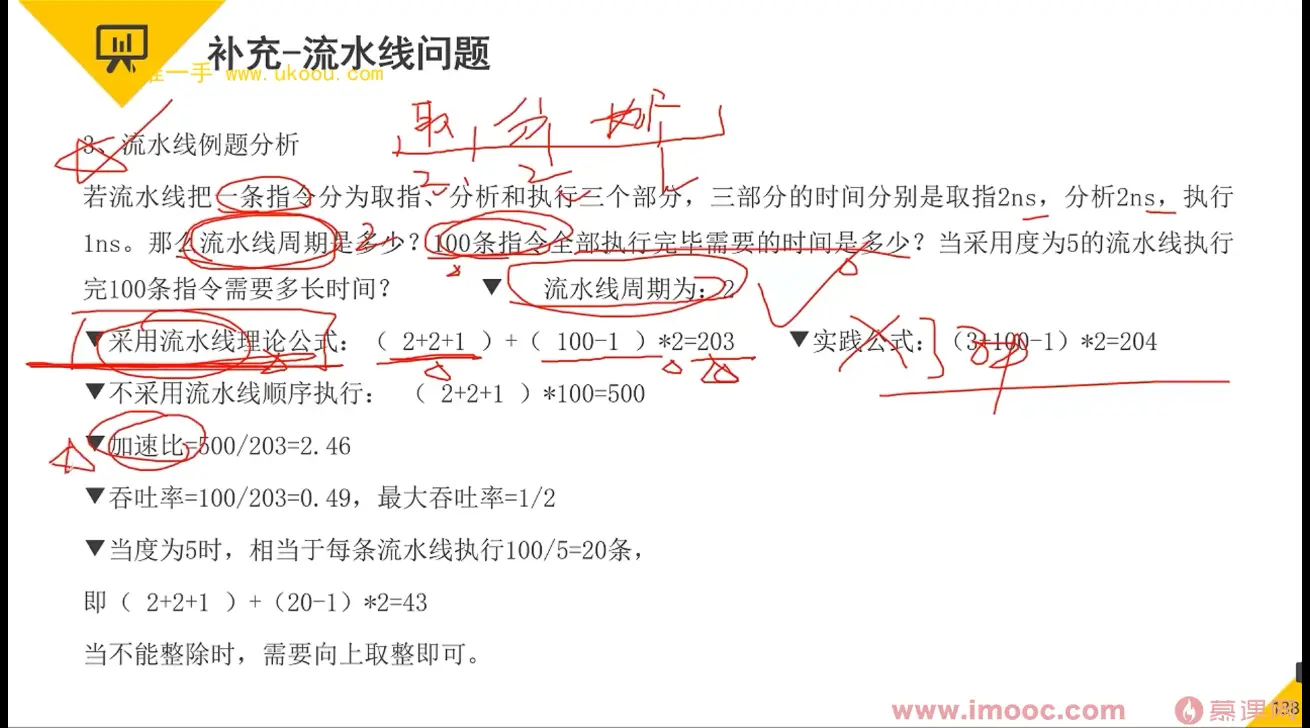 补充-流水线问题
一手 www.ukoou.com
取 分 执行
2 2 1
3、流水线例题分析
若流水线把一条指令分为取指、分析和执行三个部分，三部分的时间分别是取指2ns，分析2ns，执行
1ns。那么流水线周期是多少？100条指令全部执行完毕需要的时间是多少？当采用度为5的流水线执行
完100条指令需要多长时间？ ▼ 流水线周期为：2
▼采用流水线理论公式：（ 2+2+1 ）+（ 100-1 ）*2=203 ▼实践公式：（3+100-1）*2=204
▼不采用流水线顺序执行： （ 2+2+1 ）*100=500
▼加速比=500/203=2.46
▼吞吐率=100/203=0.49，最大吞吐率=1/2
▼当度为5时，相当于每条流水线执行100/5=20条，
即（ 2+2+1 ）+（20-1）*2=43
当不能整除时，需要向上取整即可。
www.imooc.com 慕课网
138